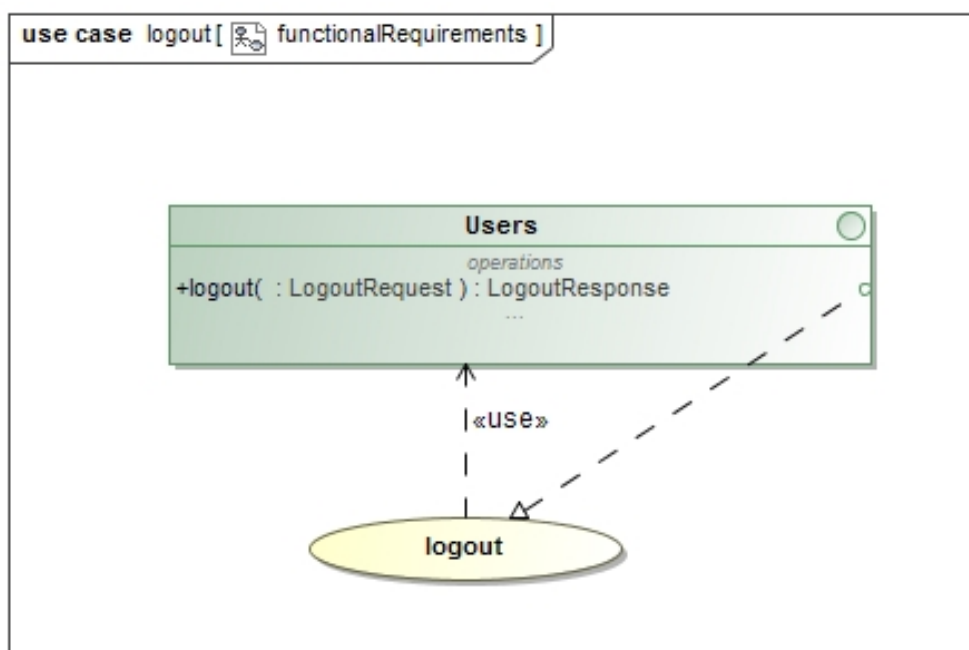 use case logout[ functionalRequirements ]
Users
operations
+logout( : LogoutRequest ) : LogoutResponse
...
«use»
logout